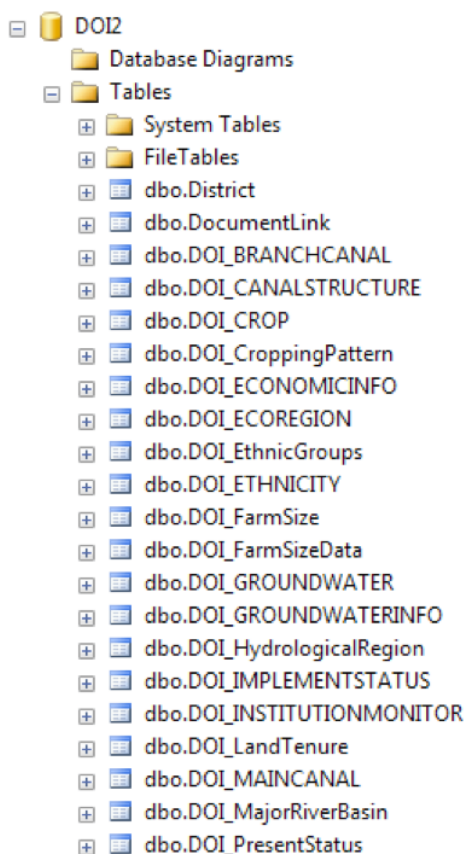 DOI2
Database Diagrams
Tables
System Tables
FileTables
dbo.District
dbo.DocumentLink
dbo.DOI_BRANCHCANAL
dbo.DOI_CANALSTRUCTURE
dbo.DOI_CROP
dbo.DOI_CroppingPattern
dbo.DOI_ECONOMICINFO
dbo.DOI_ECOREGION
dbo.DOI_EthnicGroups
dbo.DOI_ETHNICITY
dbo.DOI_FarmSize
dbo.DOI_FarmSizeData
dbo.DOI_GROUNDWATER
dbo.DOI_GROUNDWATERINFO
dbo.DOI_HydrologicalRegion
dbo.DOI_IMPLEMENTSTATUS
dbo.DOI_INSTITUTIONMONITOR
dbo.DOI_LandTenure
dbo.DOI_MAINCANAL
dbo.DOI_MajorRiverBasin
dbo.DOI_PresentStatus